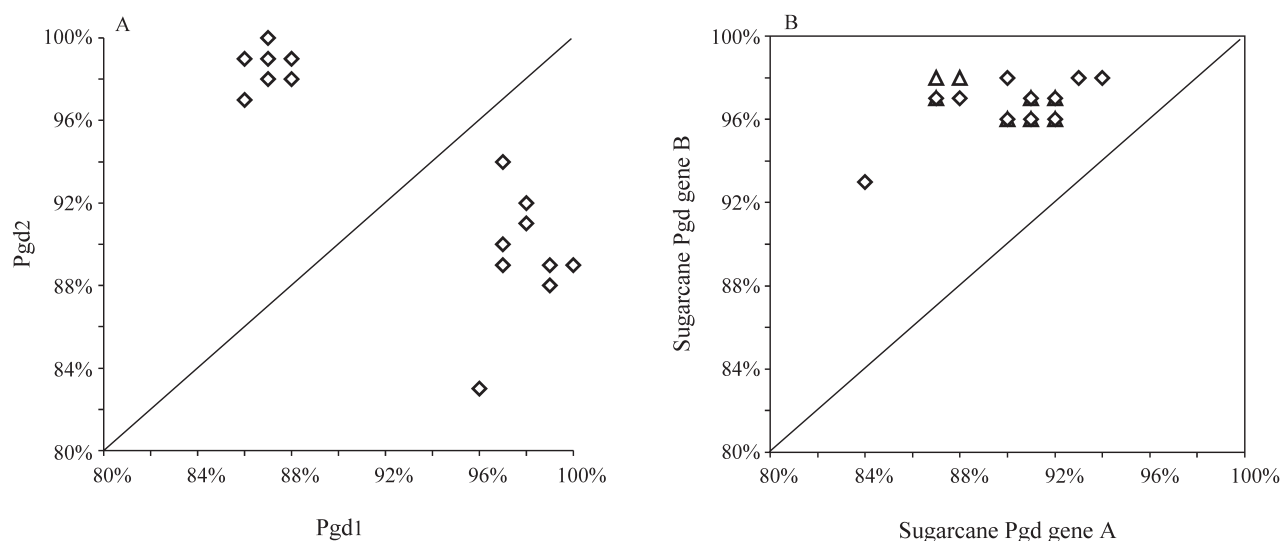 A
100%
96%
92%
88%
84%
80%
Pgd2
80% 84% 88% 92% 96% 100%
Pgd1
B
100%
96%
92%
88%
84%
80%
Sugarcane Pgd gene B
80% 84% 88% 92% 96% 100%
Sugarcane Pgd gene A